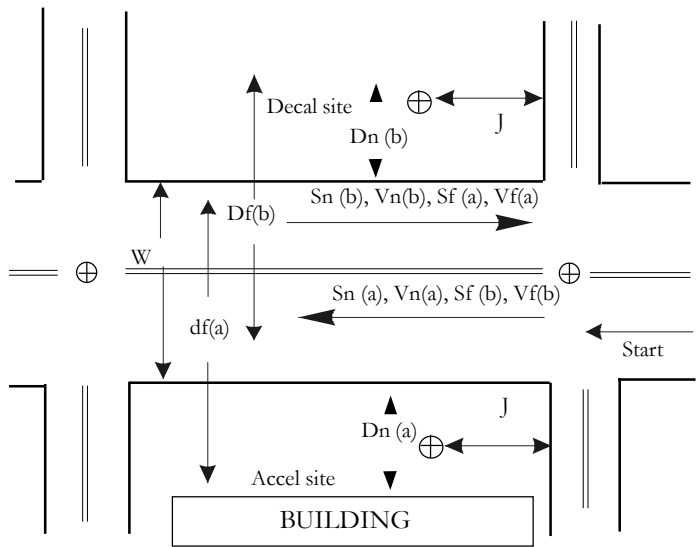 Decal site
J
Dn (b)
Sn (b), Vn(b), Sf (a), Vf(a)
Df(b)
W
Sn (a), Vn(a), Sf (b), Vf(b)
df(a)
Start
J
Dn (a)
Accel site
BUILDING